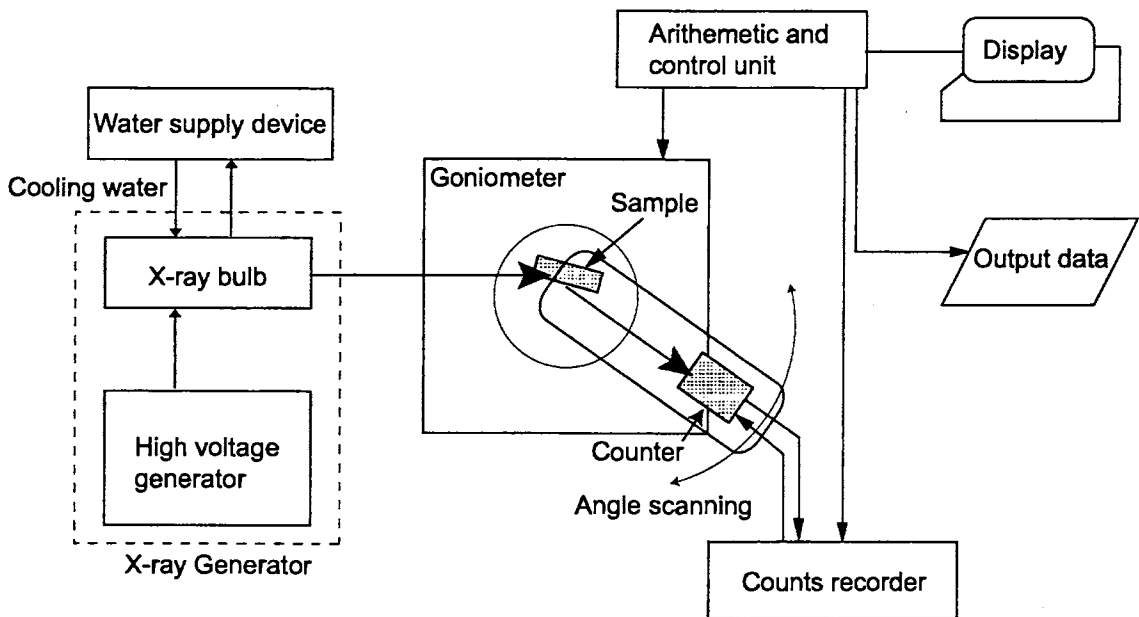 Arithemetic and
control unit
Display
Water supply device
Cooling water
Goniometer
Sample
X-ray bulb
Output data
High voltage
generator
Counter
Angle scanning
X-ray Generator
Counts recorder